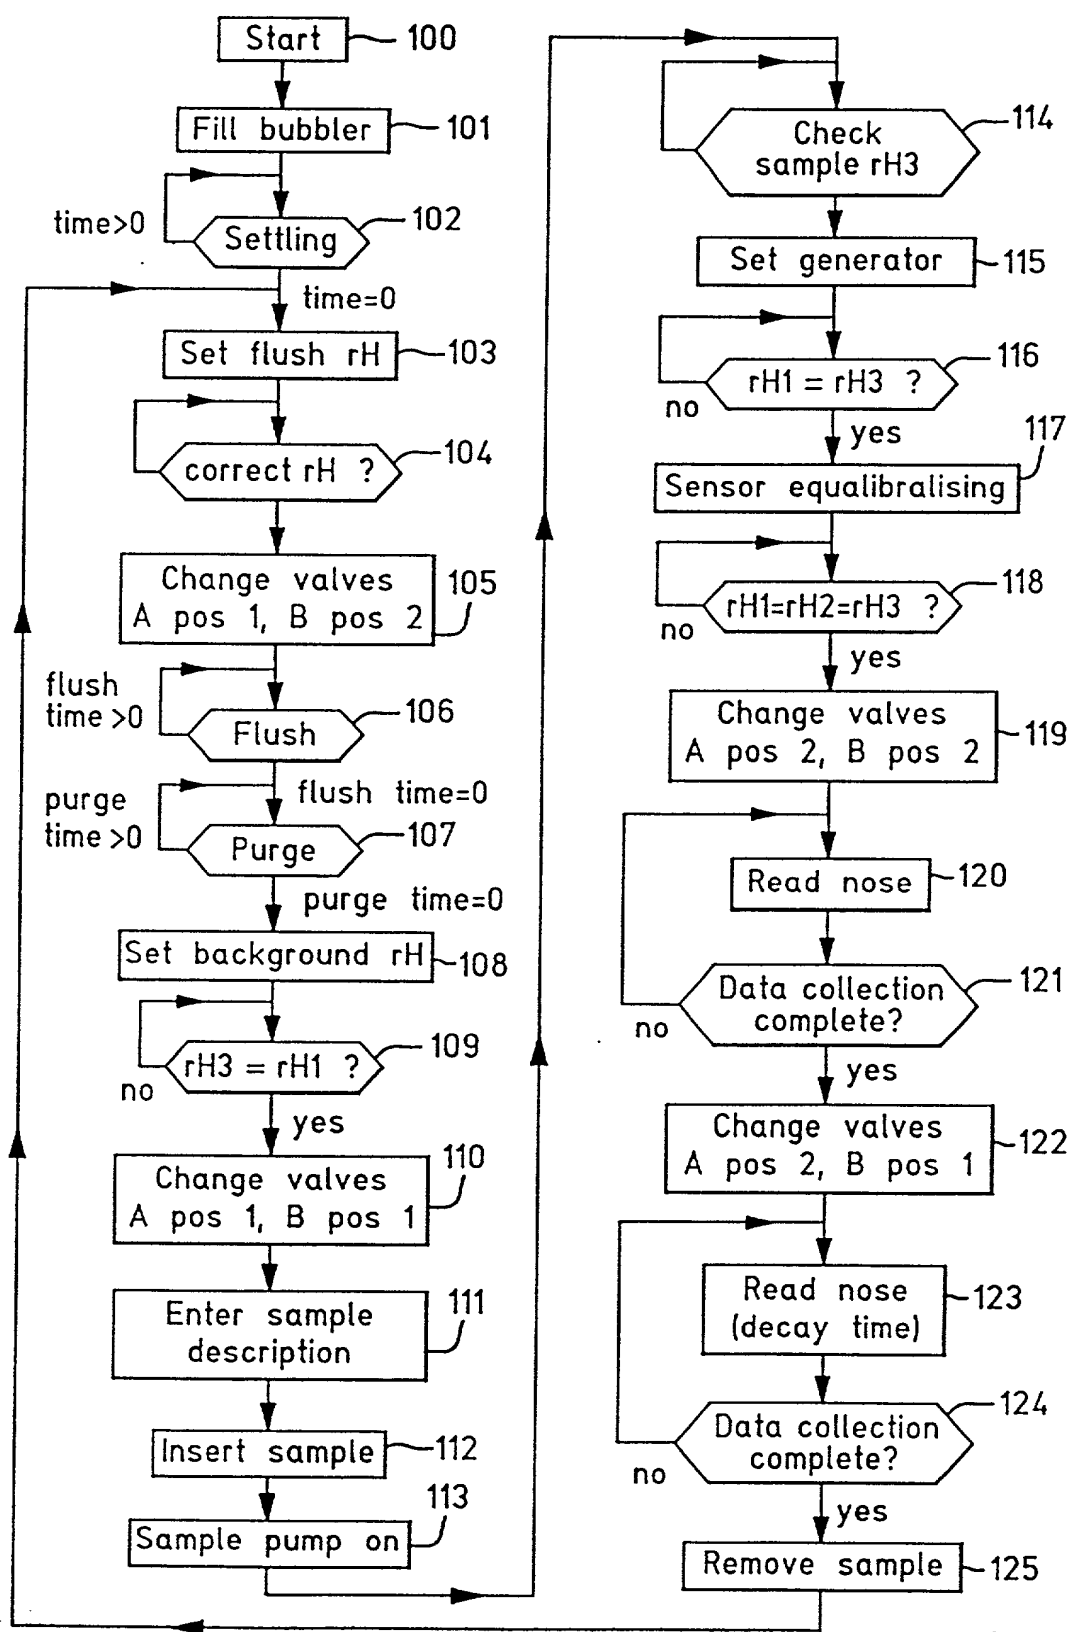 Start
100
Fill bubbler
101
time>0
Settling
102
time=0
Set flush rH
103
correct rH ?
104
Change valves
A pos 1, B pos 2
105
flush
time>0
Flush
106
flush time=0
purge
time>0
Purge
107
purge time=0
Set background rH
108
rH3 = rH1 ?
109
no
yes
Change valves
A pos 1, B pos 1
110
Enter sample
description
111
Insert sample
112
Sample pump on
113
Check
sample rH3
114
Set generator
115
rH1 = rH3 ?
116
no
yes
117
Sensor equalibralising
rH1=rH2=rH3 ?
118
no
yes
Change valves
A pos 2, B pos 2
119
Read nose
120
Data collection
complete?
121
no
yes
Change valves
A pos 2, B pos 1
122
Read nose
(decay time)
123
Data collection
complete?
124
no
yes
Remove sample
125